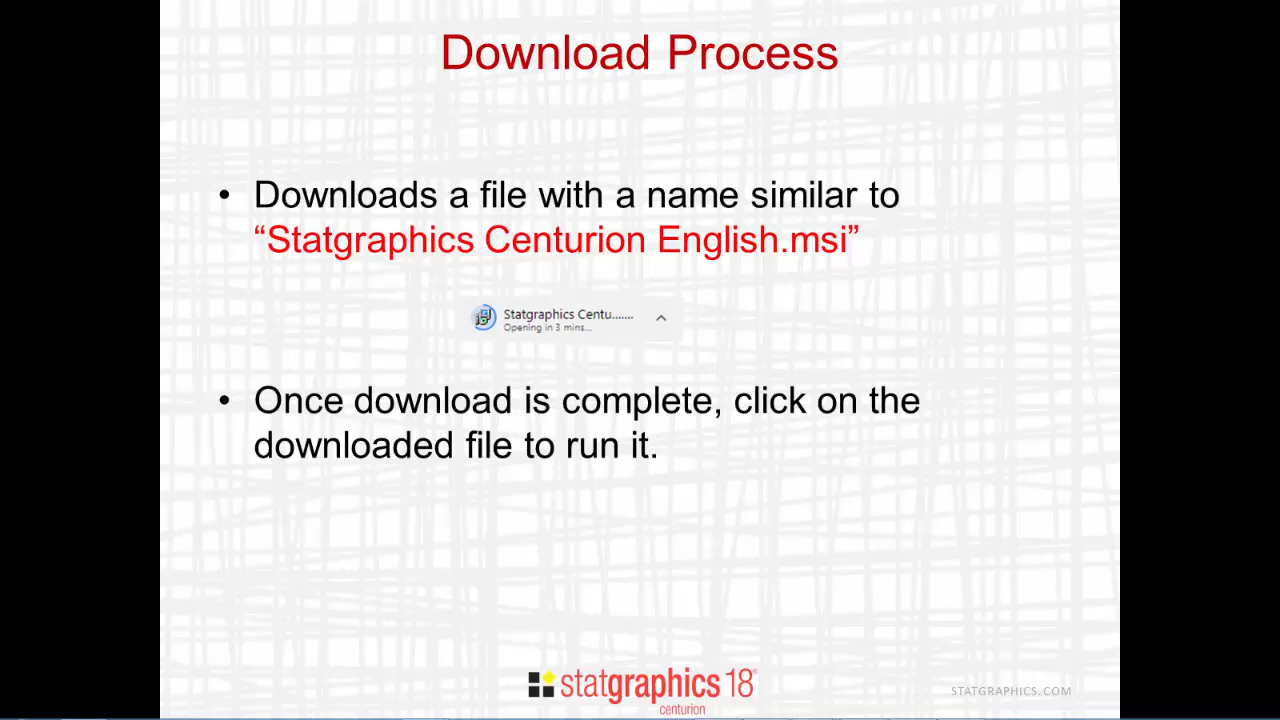 Download Process
• Downloads a file with a name similar to
“Statgraphics Centurion English.msi”
Statgraphics Centu.......
Opening in 3 mins...
• Once download is complete, click on the
downloaded file to run it.
statgraphics 18®
centurion
STATGRAPHICS.COM